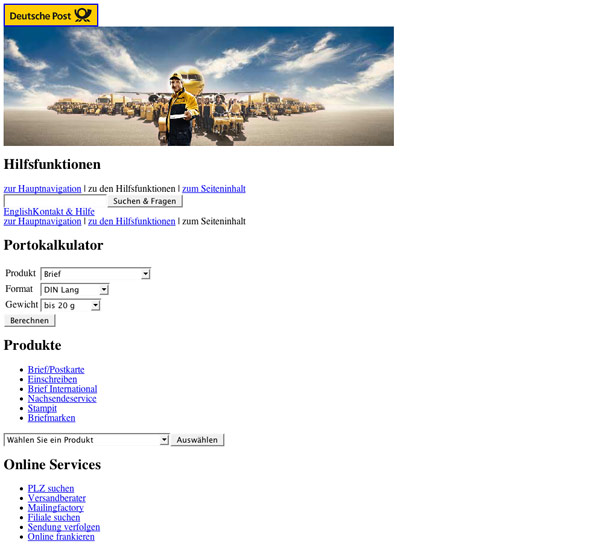 Deutsche Post
Hilfsfunktionen
zur Hauptnavigation | zu den Hilfsfunktionen | zum Seiteninhalt
Suchen & Fragen
EnglishKontakt & Hilfe
zur Hauptnavigation | zu den Hilfsfunktionen | zum Seiteninhalt
Portokalkulator
Produkt Brief
Format DIN Lang
Gewicht bis 20 g
Berechnen
Produkte
Brief/Postkarte
Einschreiben
Brief International
Nachsendeservice
Stampit
Briefmarken
Wählen Sie ein Produkt Auswählen
Online Services
PLZ suchen
Versandberater
Mailingfactory
Filiale suchen
Sendung verfolgen
Online frankieren